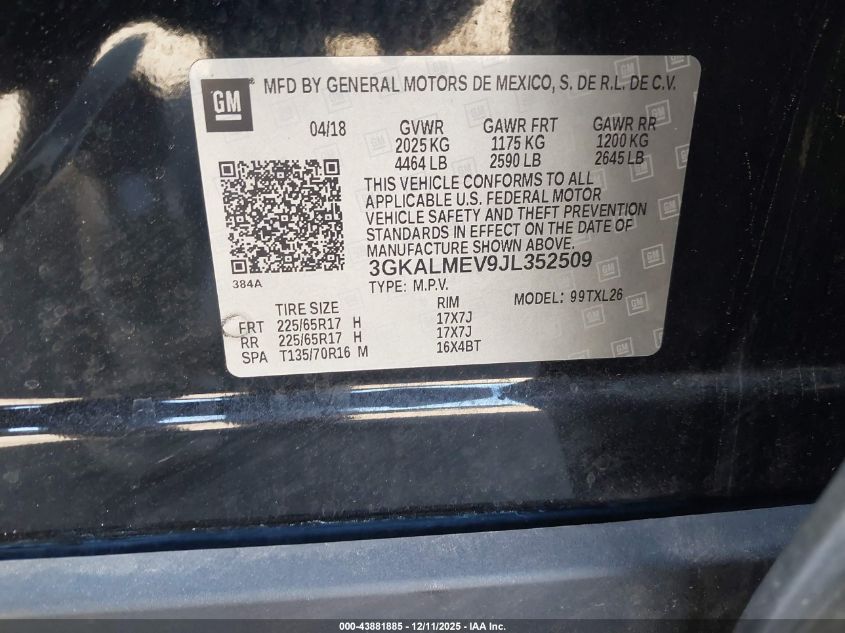 GM
MFD BY GENERAL MOTORS DE MEXICO, S. DE R.L. DE C.V.
04/18 GVWR GAWR FRT GAWR RR
2025 KG 1175 KG 1200 KG
4464 LB 2590 LB 2645 LB
THIS VEHICLE CONFORMS TO ALL
APPLICABLE U.S. FEDERAL MOTOR
VEHICLE SAFETY AND THEFT PREVENTION
STANDARDS IN EFFECT ON THE DATE OF
MANUFACTURE SHOWN ABOVE.
3GKALMEV9JL352509
384A
TYPE: M.P.V. MODEL: 99TXL26
TIRE SIZE RIM
FRT 225/65R17 H 17X7J
RR 225/65R17 H 17X7J
SPA T135/70R16 M 16X4BT
000-43881885 - 12/11/2025 - IAA Inc.